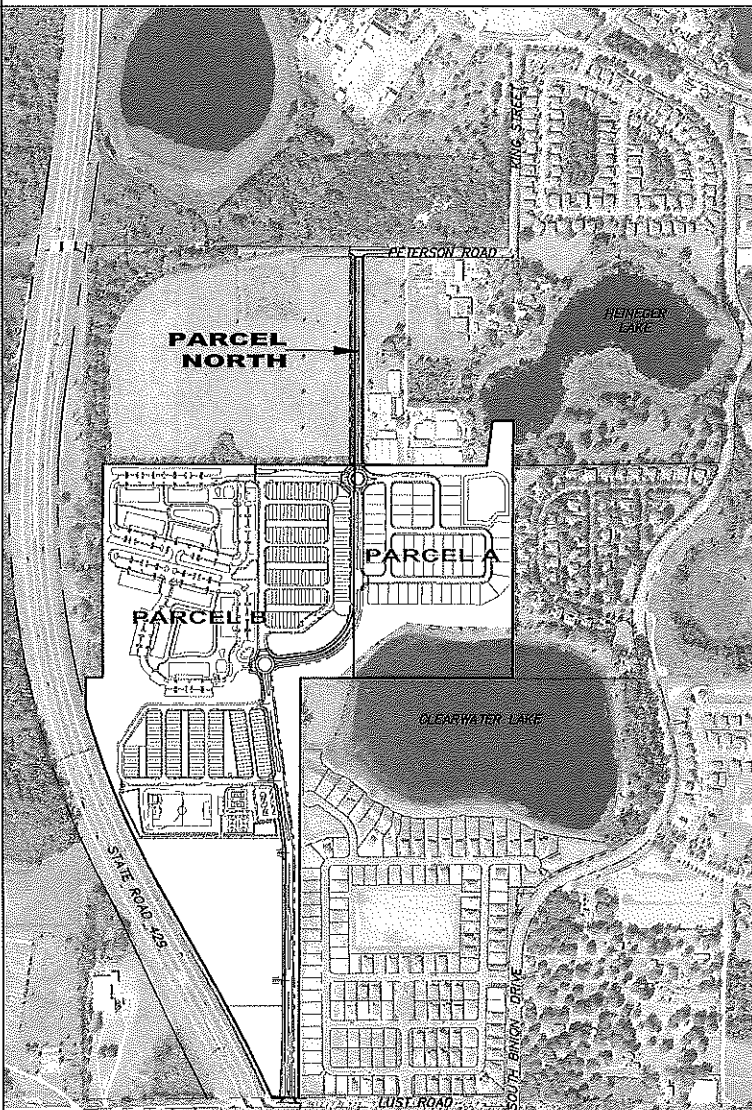 KING STREET
PETERSON ROAD
HEINEGER
LAKE
PARCEL
NORTH
PARCEL A
PARCEL B
CLEARWATER LAKE
STATE ROAD 429
SOUTH BINION DRIVE
LUST ROAD